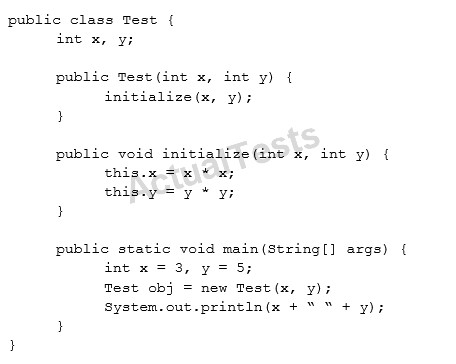 public class Test {
int x, y;
public Test(int x, int y) {
initialize(x, y);
}
public void initialize(int x, int y) {
this.x = x * x;
this.y = y * y;
}
public static void main(String[] args) {
int x = 3, y = 5;
Test obj = new Test(x, y);
System.out.println(x + “ “ + y);
}
}
ActualTests